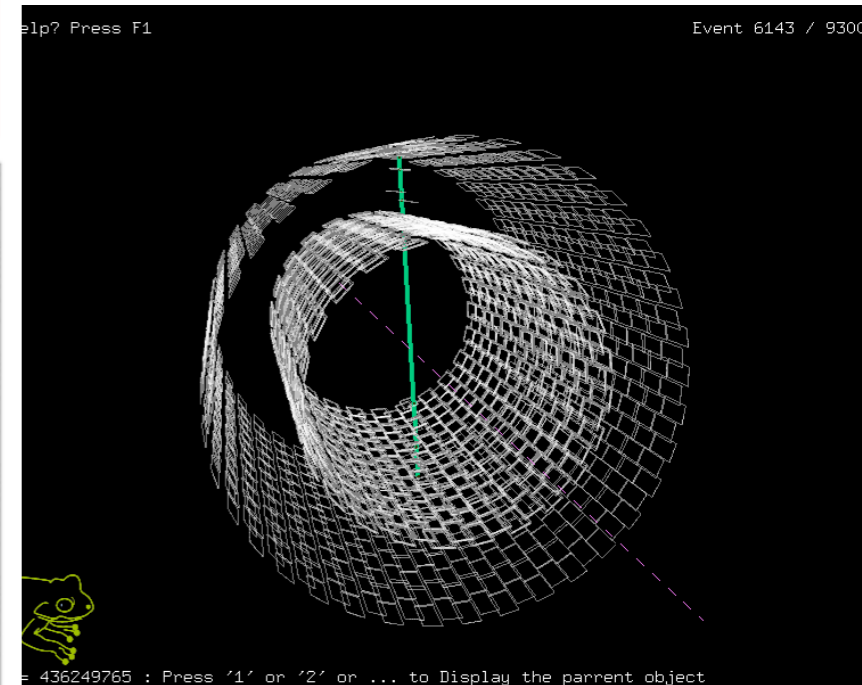 elp? Press F1
Event 6143 / 9300
= 436249765 : Press '1' or '2' or ... to Display the parrent object